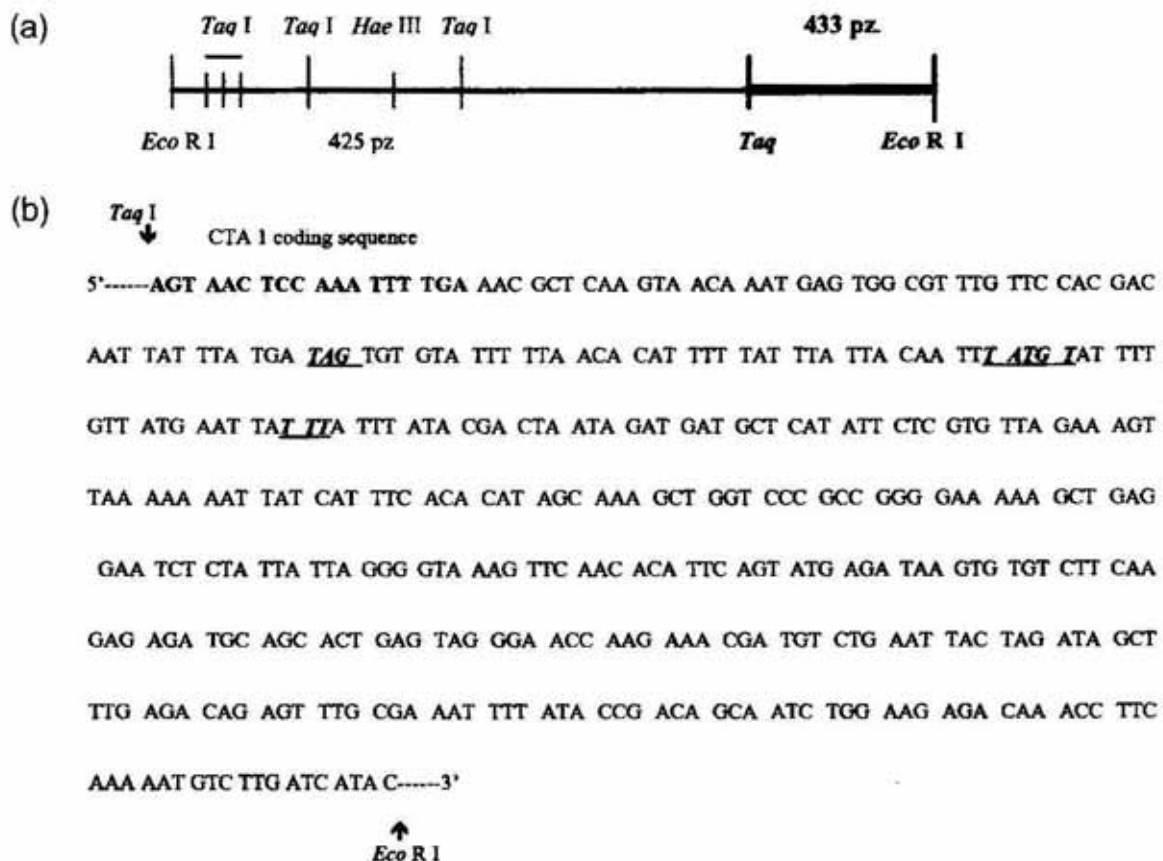 (a)
Taq I Taq I Hae III Taq I 433 pz.
Eco R I 425 pz Taq Eco R I
(b)
Taq I
CTA 1 coding sequence
5'------AGT AAC TCC AAA TTT TGA AAC GCT CAA GTA ACA AAT GAG TGG CGT TTG TTC CAC GAC
AAT TAT TTA TGA TAG TGT GTA TTT TTA ACA CAT TTT TAT TTA TTA CAA TTT ATG TAT TTT
GTT ATG AAT TAT TTA TTT ATA CGA CTA ATA GAT GAT GCT CAT ATT CTC GTG TTA GAA AGT
TAA AAA AAT TAT CAT TTC ACA CAT AGC AAA GCT GGT CCC GCC GGG GAA AAA GCT GAG
GAA TCT CTA TTA TTA GGG GTA AAG TTC AAC ACA TTC AGT ATG AGA TAA GTG TGT CTT CAA
GAG AGA TGC AGC ACT GAG TAG GGA ACC AAG AAA CGA TGT CTG AAT TAC TAG ATA GCT
TTG AGA CAG AGT TTG CGA AAT TTT ATA CCG ACA GCA ATC TGG AAG AGA CAA ACC TTC
AAA AAT GTC TTG ATC ATA C------3'
Eco R I